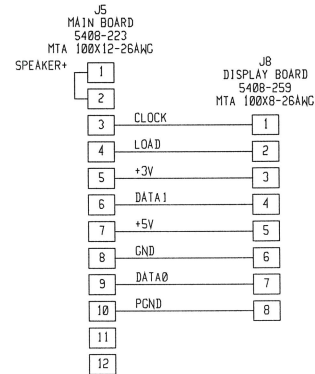 J5
MAIN BOARD
5408-223
MTA 100X12-26AWG
SPEAKER+
J8
DISPLAY BOARD
5408-259
MTA 100X8-26AWG
1
2
3 CLOCK 1
4 LOAD 2
5 +3V 3
6 DATA1 4
7 +5V 5
8 GND 6
9 DATA0 7
10 PGND 8
11
12